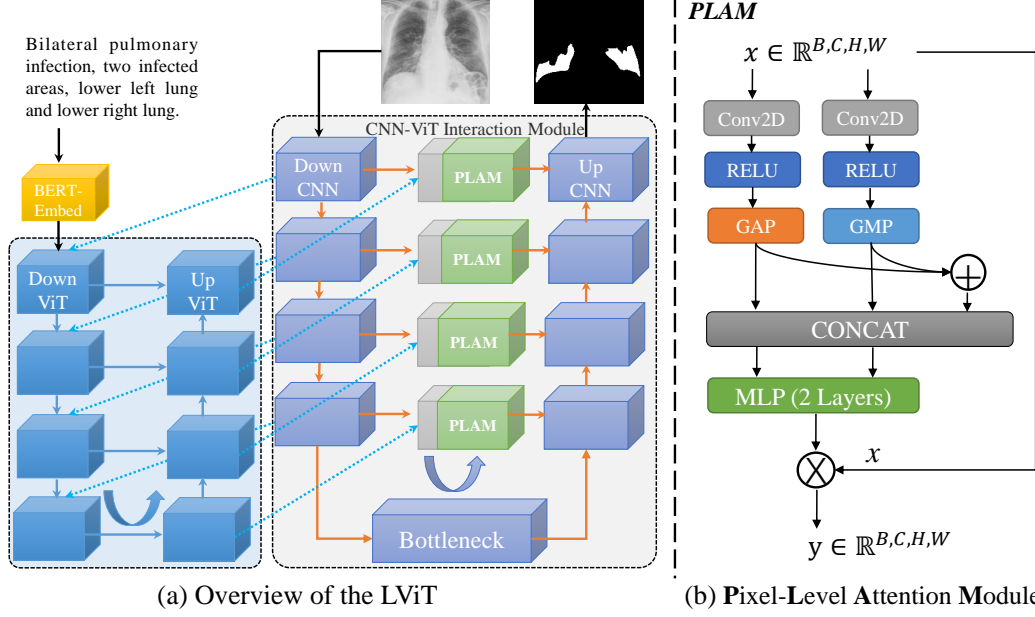 Bilateral pulmonary
infection, two infected
areas, lower left lung
and lower right lung.
BERT-
Embed
Down
ViT
Up
ViT
CNN-ViT Interaction Module
Down
CNN
PLAM
Up
CNN
PLAM
PLAM
PLAM
Bottleneck
(a) Overview of the LViT
PLAM
x ∈ ℝ^{B,C,H,W}
Conv2D
Conv2D
RELU
RELU
GAP
GMP
+
CONCAT
MLP (2 Layers)
x
y ∈ ℝ^{B,C,H,W}
(b) Pixel-Level Attention Module